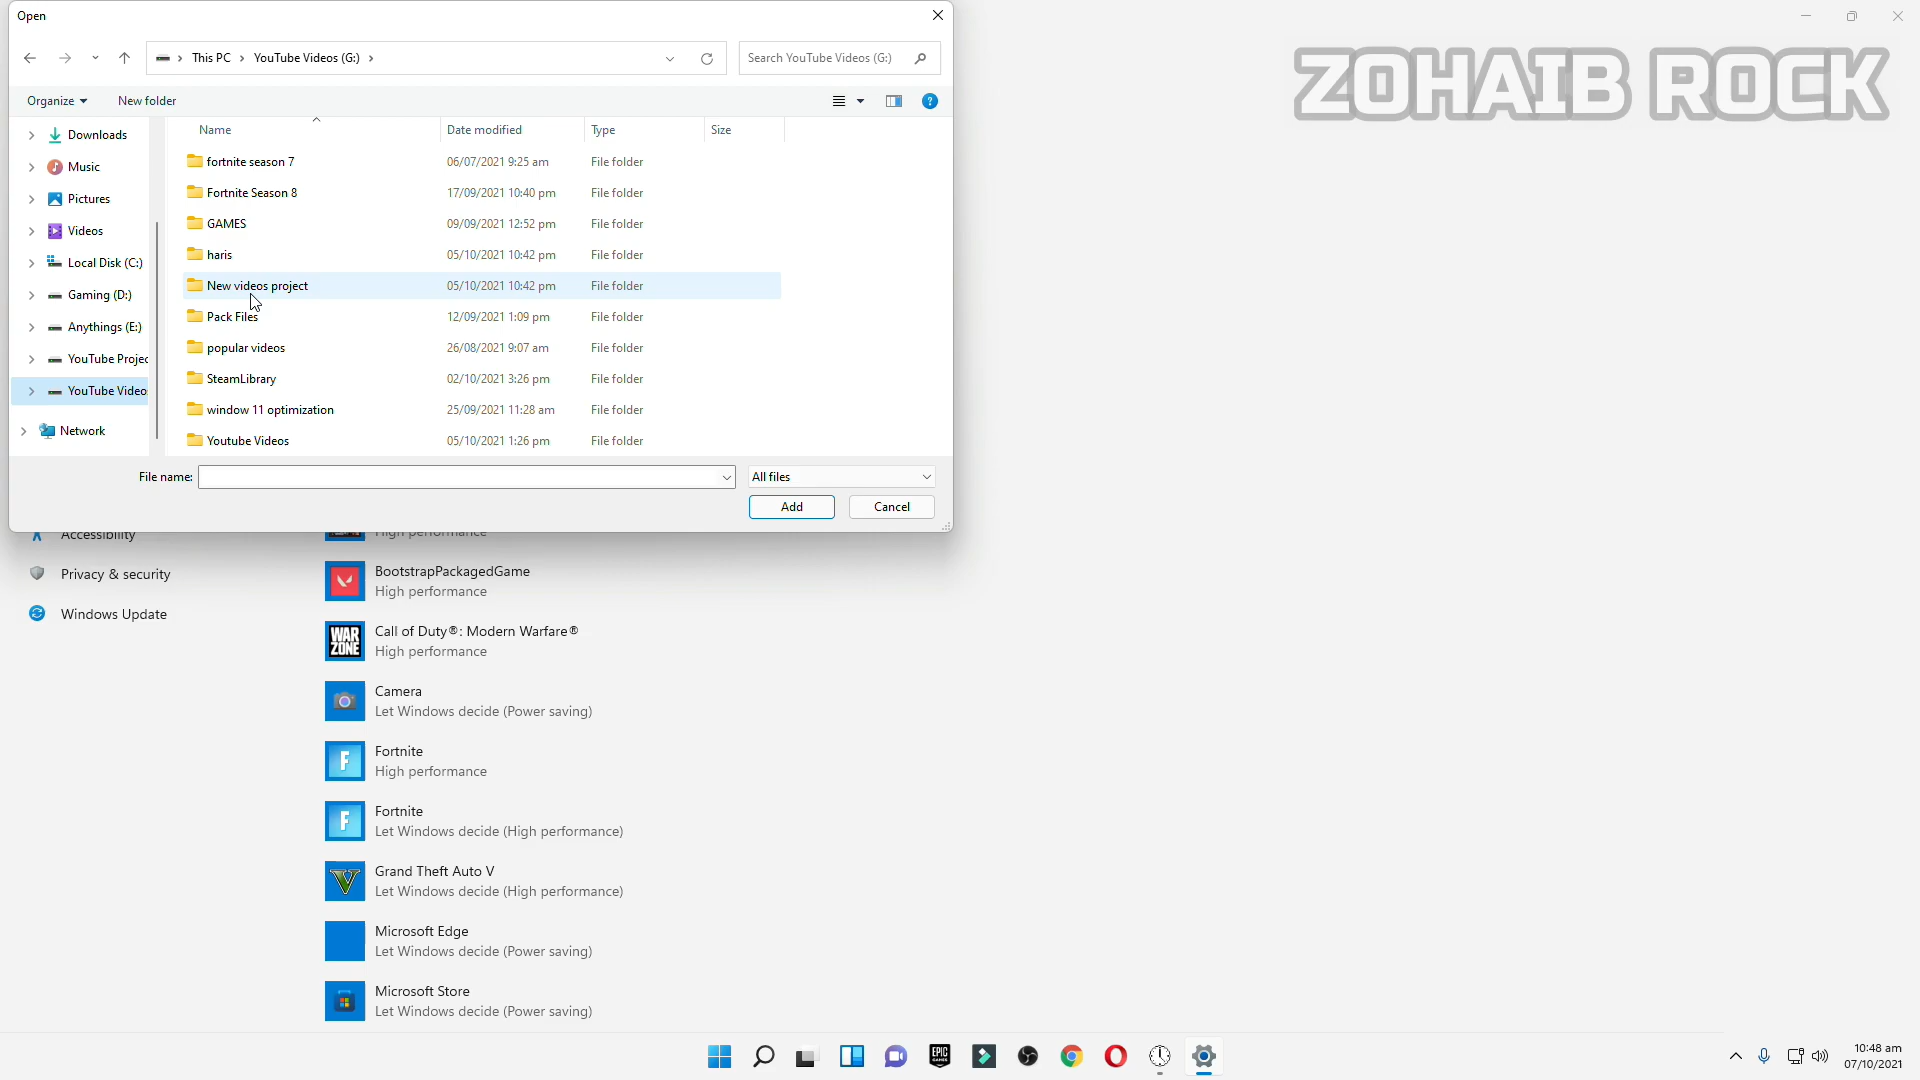 Open
This PC > YouTube Videos (G:) >
Search YouTube Videos (G:)
ZOHAIB ROCK
Organize
New folder
Name
Date modified
Type
Size
Downloads
Music
Pictures
Videos
Local Disk (C:)
Gaming (D:)
Anythings (E:)
YouTube Projec
YouTube Video
Network
fortnite season 7 06/07/2021 9:25 am File folder
Fortnite Season 8 17/09/2021 10:40 pm File folder
GAMES 09/09/2021 12:52 pm File folder
haris 05/10/2021 10:42 pm File folder
New videos project 05/10/2021 10:42 pm File folder
Pack Files 12/09/2021 1:09 pm File folder
popular videos 26/08/2021 9:07 am File folder
SteamLibrary 02/10/2021 3:26 pm File folder
window 11 optimization 25/09/2021 11:28 am File folder
Youtube Videos 05/10/2021 1:26 pm File folder
File name:
All files
Add
Cancel
Accessibility
Privacy & security
Windows Update
High performance
BootstrapPackagedGame
High performance
WAR ZONE
Call of Duty®: Modern Warfare®
High performance
Camera
Let Windows decide (Power saving)
F
Fortnite
High performance
F
Fortnite
Let Windows decide (High performance)
V
Grand Theft Auto V
Let Windows decide (High performance)
Microsoft Edge
Let Windows decide (Power saving)
Microsoft Store
Let Windows decide (Power saving)
EPIC GAMES
10:48 am
07/10/2021